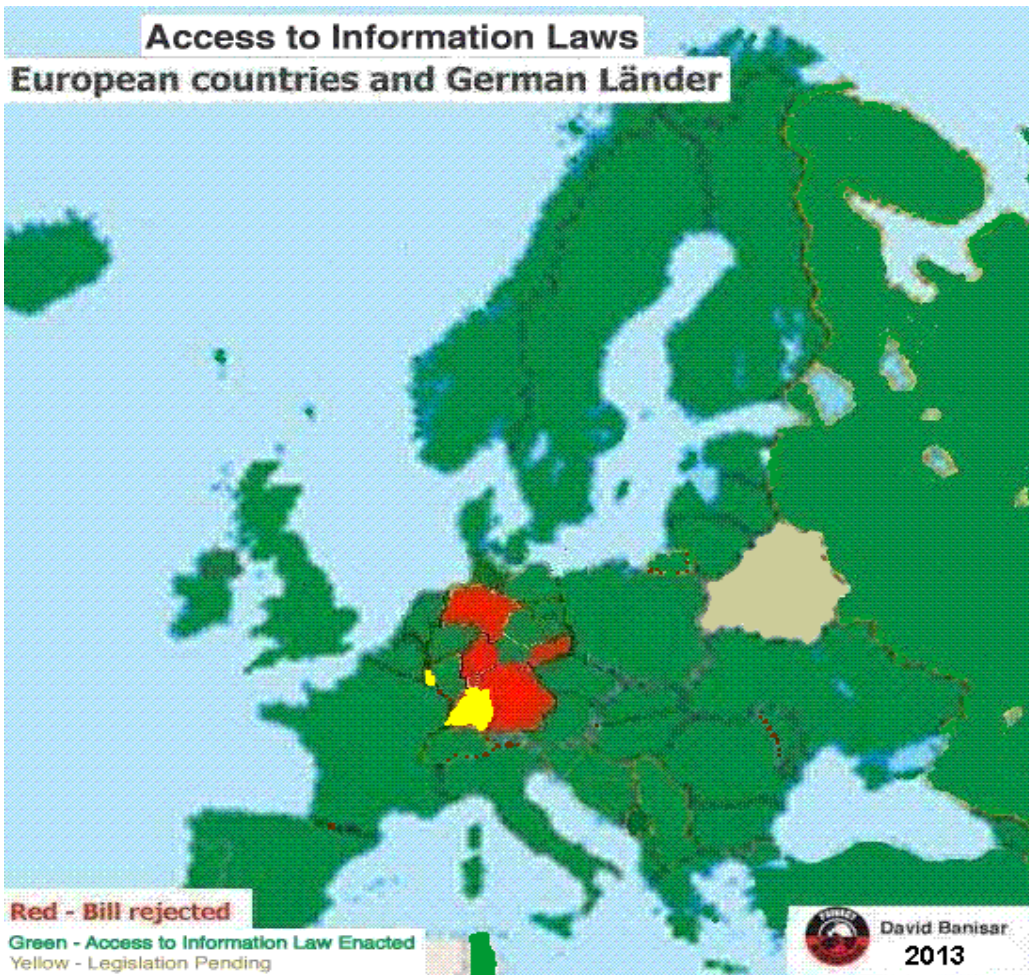 Access to Information Laws
European countries and German Länder
Red - Bill rejected
Green - Access to Information Law Enacted
Yellow - Legislation Pending
PRIVACY
David Banisar
2013